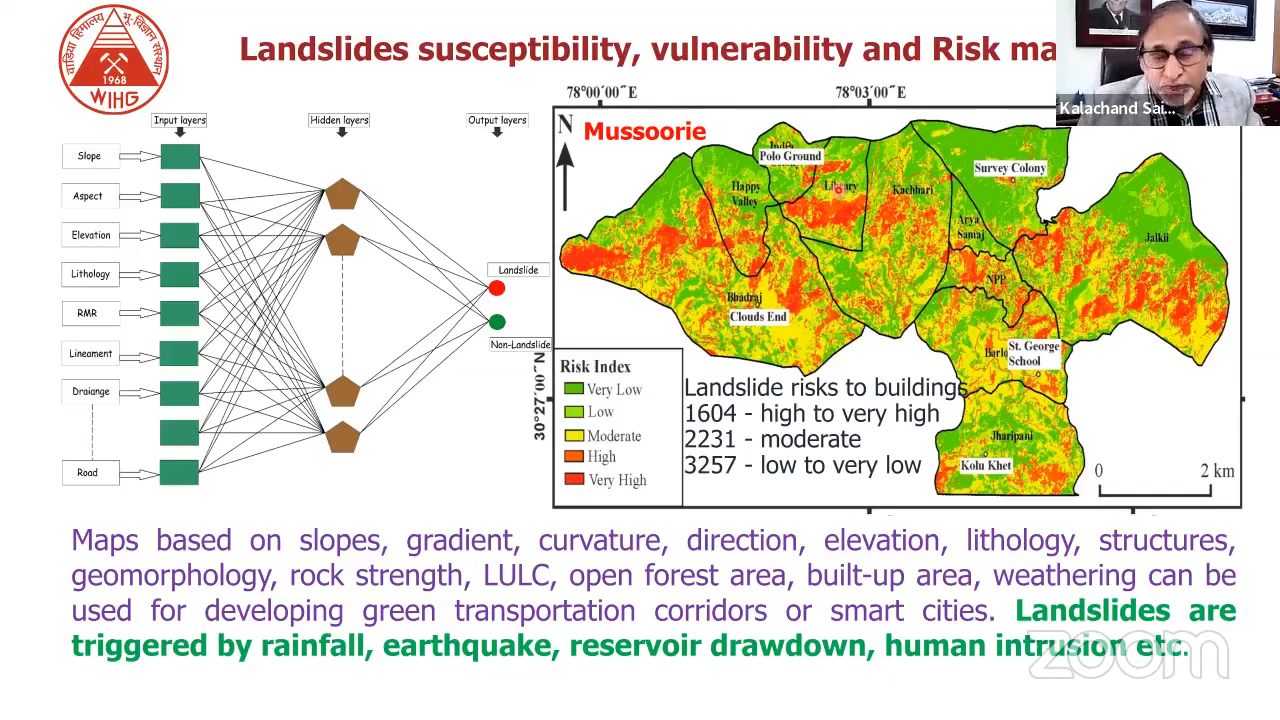 वाडिया हिमालय भू-विज्ञान संस्थान
1968
WIHG
Landslides susceptibility, vulnerability and Risk ma
Kalachand Sai...
Input layers
Hidden layers
Output layers
Slope
Aspect
Elevation
Lithology
RMR
Lineament
Drainage
Road
Landslide
Non-Landslide
78°00´00˝E
78°03´00˝E
30°27´00˝N
N
Mussoorie
Polo Ground
Library
Happy
Valley
Kachhari
Survey Colony
Arya
Samaj
Jalkii
NPP
Bhadraj
Clouds End
St. George
School
Jharipani
Kolu Khet
Risk Index
Very Low
Low
Moderate
High
Very High
Landslide risks to buildings
1604 - high to very high
2231 - moderate
3257 - low to very low
0 2 km
Maps based on slopes, gradient, curvature, direction, elevation, lithology, structures,
geomorphology, rock strength, LULC, open forest area, built-up area, weathering can be
used for developing green transportation corridors or smart cities. Landslides are
triggered by rainfall, earthquake, reservoir drawdown, human intrusion etc.
zoom